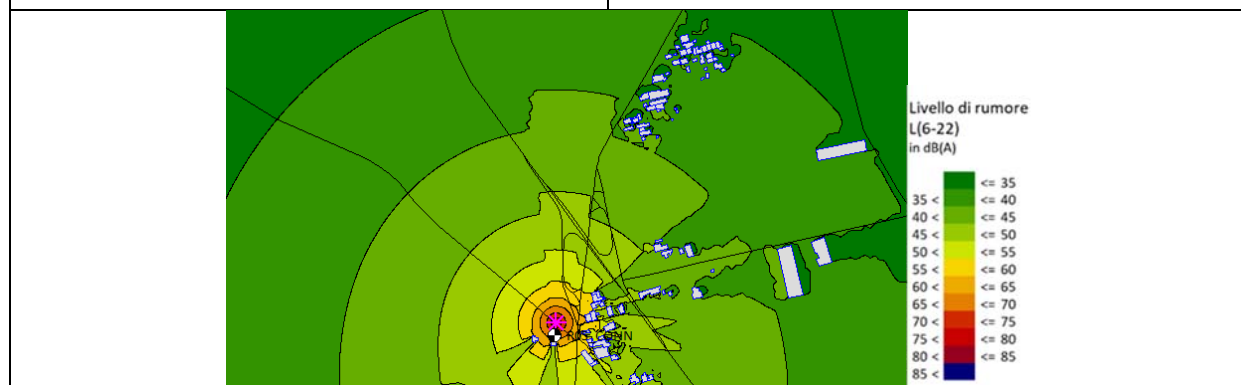 Livello di rumore
L(6-22)
in dB(A)
<= 35
35 < <= 40
40 < <= 45
45 < <= 50
50 < <= 55
55 < <= 60
60 < <= 65
65 < <= 70
70 < <= 75
75 < <= 80
80 < <= 85
85 <